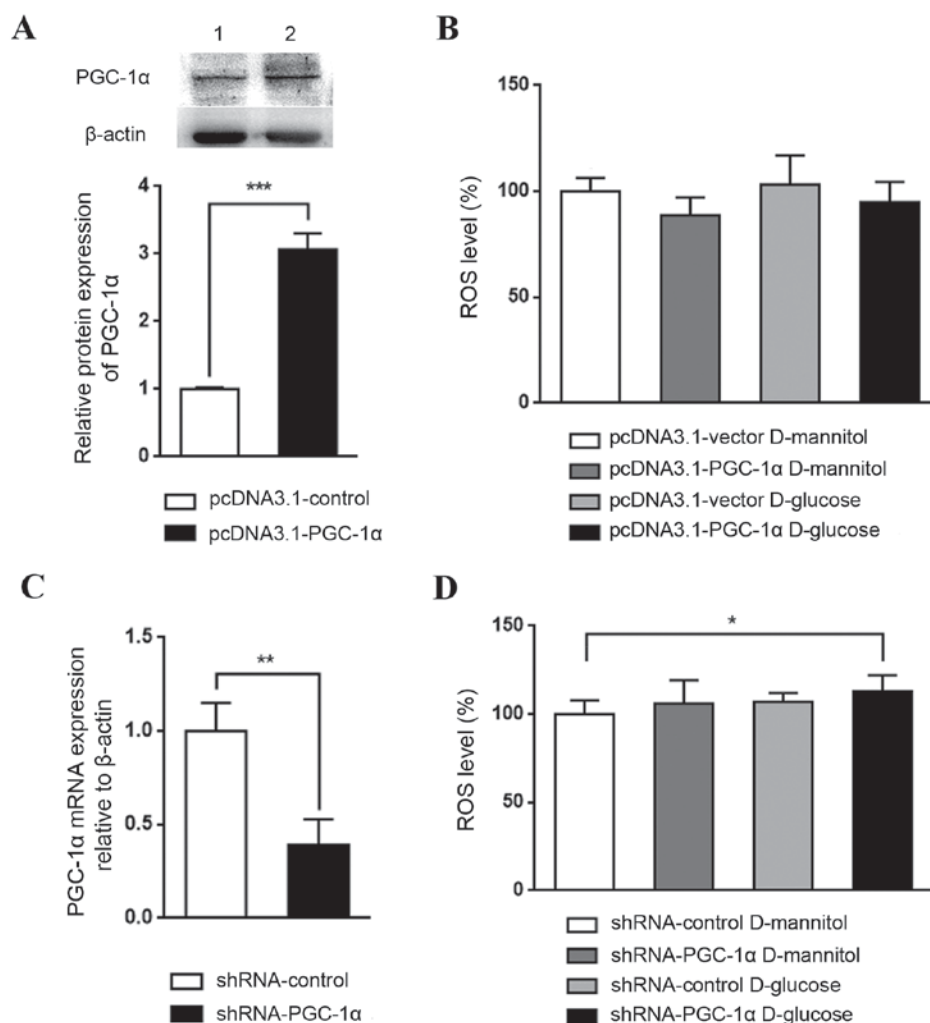 A
1 2
PGC-1α
β-actin
Relative protein expression
of PGC-1α
4
3
2
1
0
***
pcDNA3.1-control
pcDNA3.1-PGC-1α
B
ROS level (%)
150
100
50
0
pcDNA3.1-vector D-mannitol
pcDNA3.1-PGC-1α D-mannitol
pcDNA3.1-vector D-glucose
pcDNA3.1-PGC-1α D-glucose
C
PGC-1α mRNA expression
relative to β-actin
1.5
1.0
0.5
0.0
**
shRNA-control
shRNA-PGC-1α
D
ROS level (%)
150
100
50
0
*
shRNA-control D-mannitol
shRNA-PGC-1α D-mannitol
shRNA-control D-glucose
shRNA-PGC-1α D-glucose